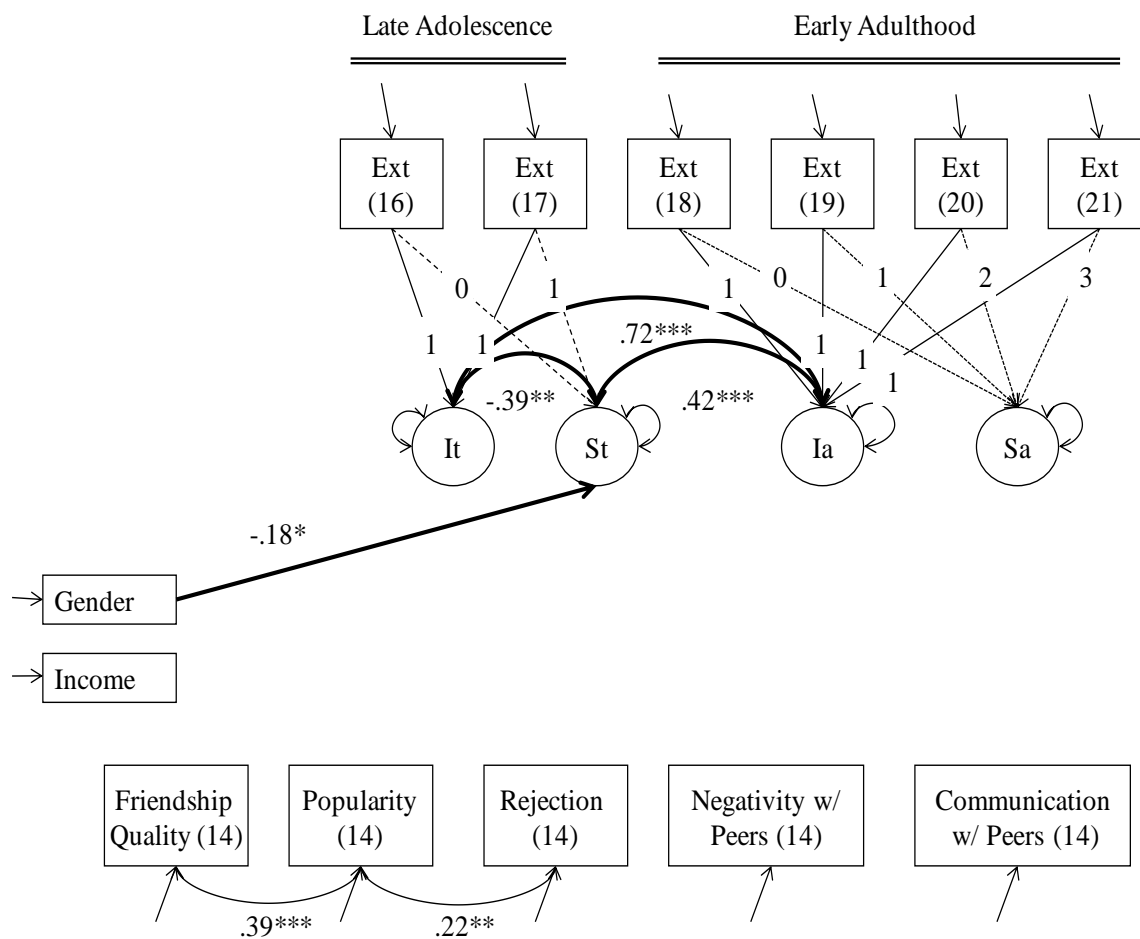 Late Adolescence
Early Adulthood
Ext
(16)
Ext
(17)
Ext
(18)
Ext
(19)
Ext
(20)
Ext
(21)
0
1
1
0
1
2
3
1
1
.72***
1
1
1
-.39**
.42***
It
St
Ia
Sa
-.18*
Gender
Income
Friendship
Quality (14)
Popularity
(14)
Rejection
(14)
Negativity w/
Peers (14)
Communication
w/ Peers (14)
.39***
.22**